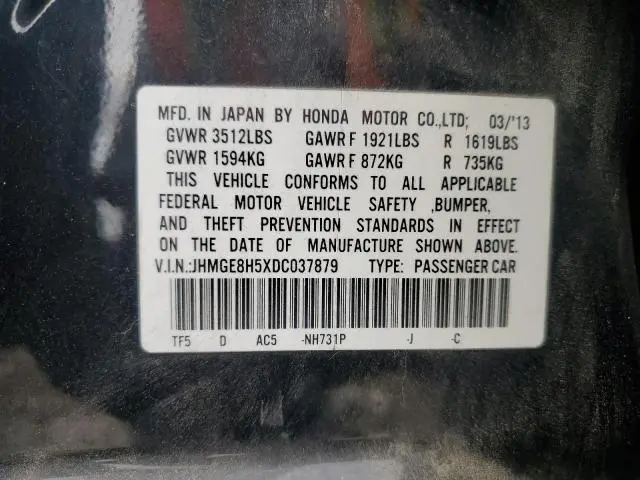 MFD. IN JAPAN BY HONDA MOTOR CO.,LTD; 03/'13
GVWR 3512LBS GAWR F 1921LBS R 1619LBS
GVWR 1594KG GAWR F 872KG R 735KG
THIS VEHICLE CONFORMS TO ALL APPLICABLE
FEDERAL MOTOR VEHICLE SAFETY ,BUMPER,
AND THEFT PREVENTION STANDARDS IN EFFECT
ON THE DATE OF MANUFACTURE SHOWN ABOVE.
V.I.N.:JHMGE8H5XDC037879 TYPE: PASSENGER CAR
TF5 D AC5 -NH731P -J -C